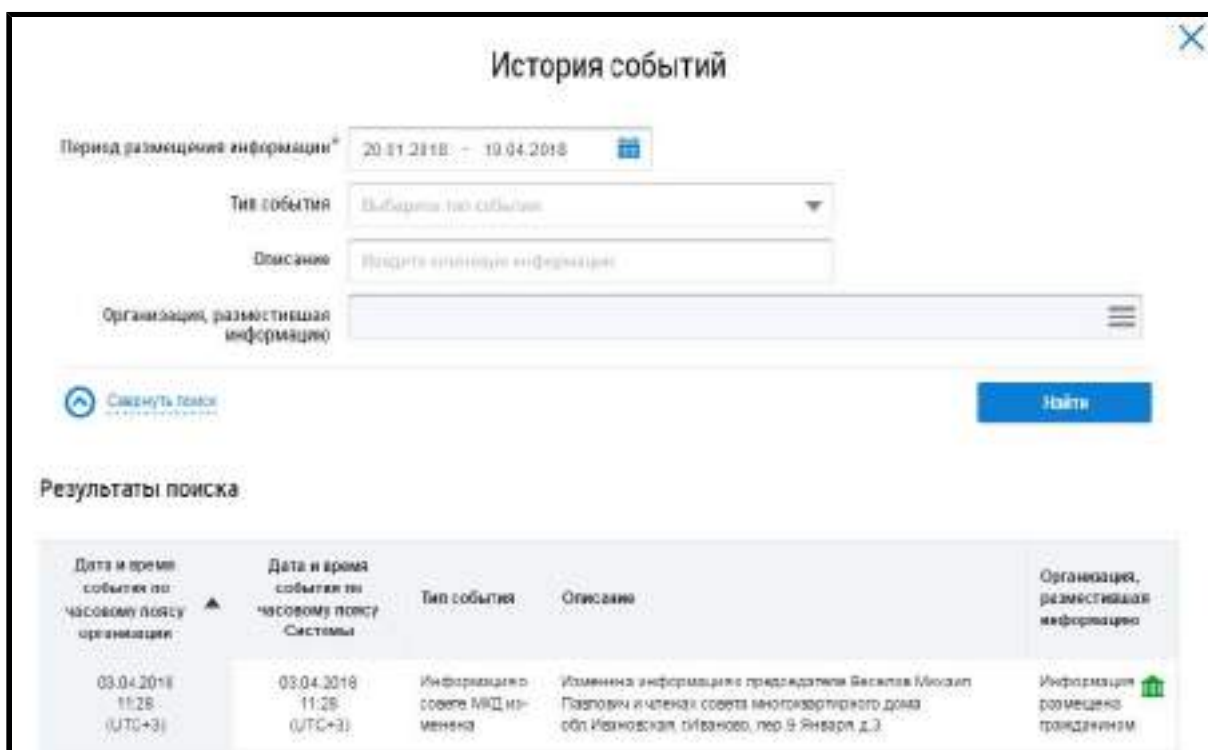 История событий
Период размещения информации*
20.01.2018 - 19.04.2018
Тип события
Выберите тип события
Описание
Введите ключевую информацию
Организация, разместившая
информацию
Свернуть поиск
Найти
Результаты поиска
Дата и время
события по
часовому поясу
организации
Дата и время
события по
часовому поясу
Системы
Тип события
Описание
Организация,
разместившая
информацию
03.04.2018
11:28
(UTC+3)
03.04.2018
11:28
(UTC+3)
Информация о
совете МКД из-
менена
Изменена информация о председателе Веселов Михаил
Павлович и членах совета многоквартирного дома
обл Ивановская, г.Иваново, пер. 9 Января, д.3
Информация
размещена
гражданином